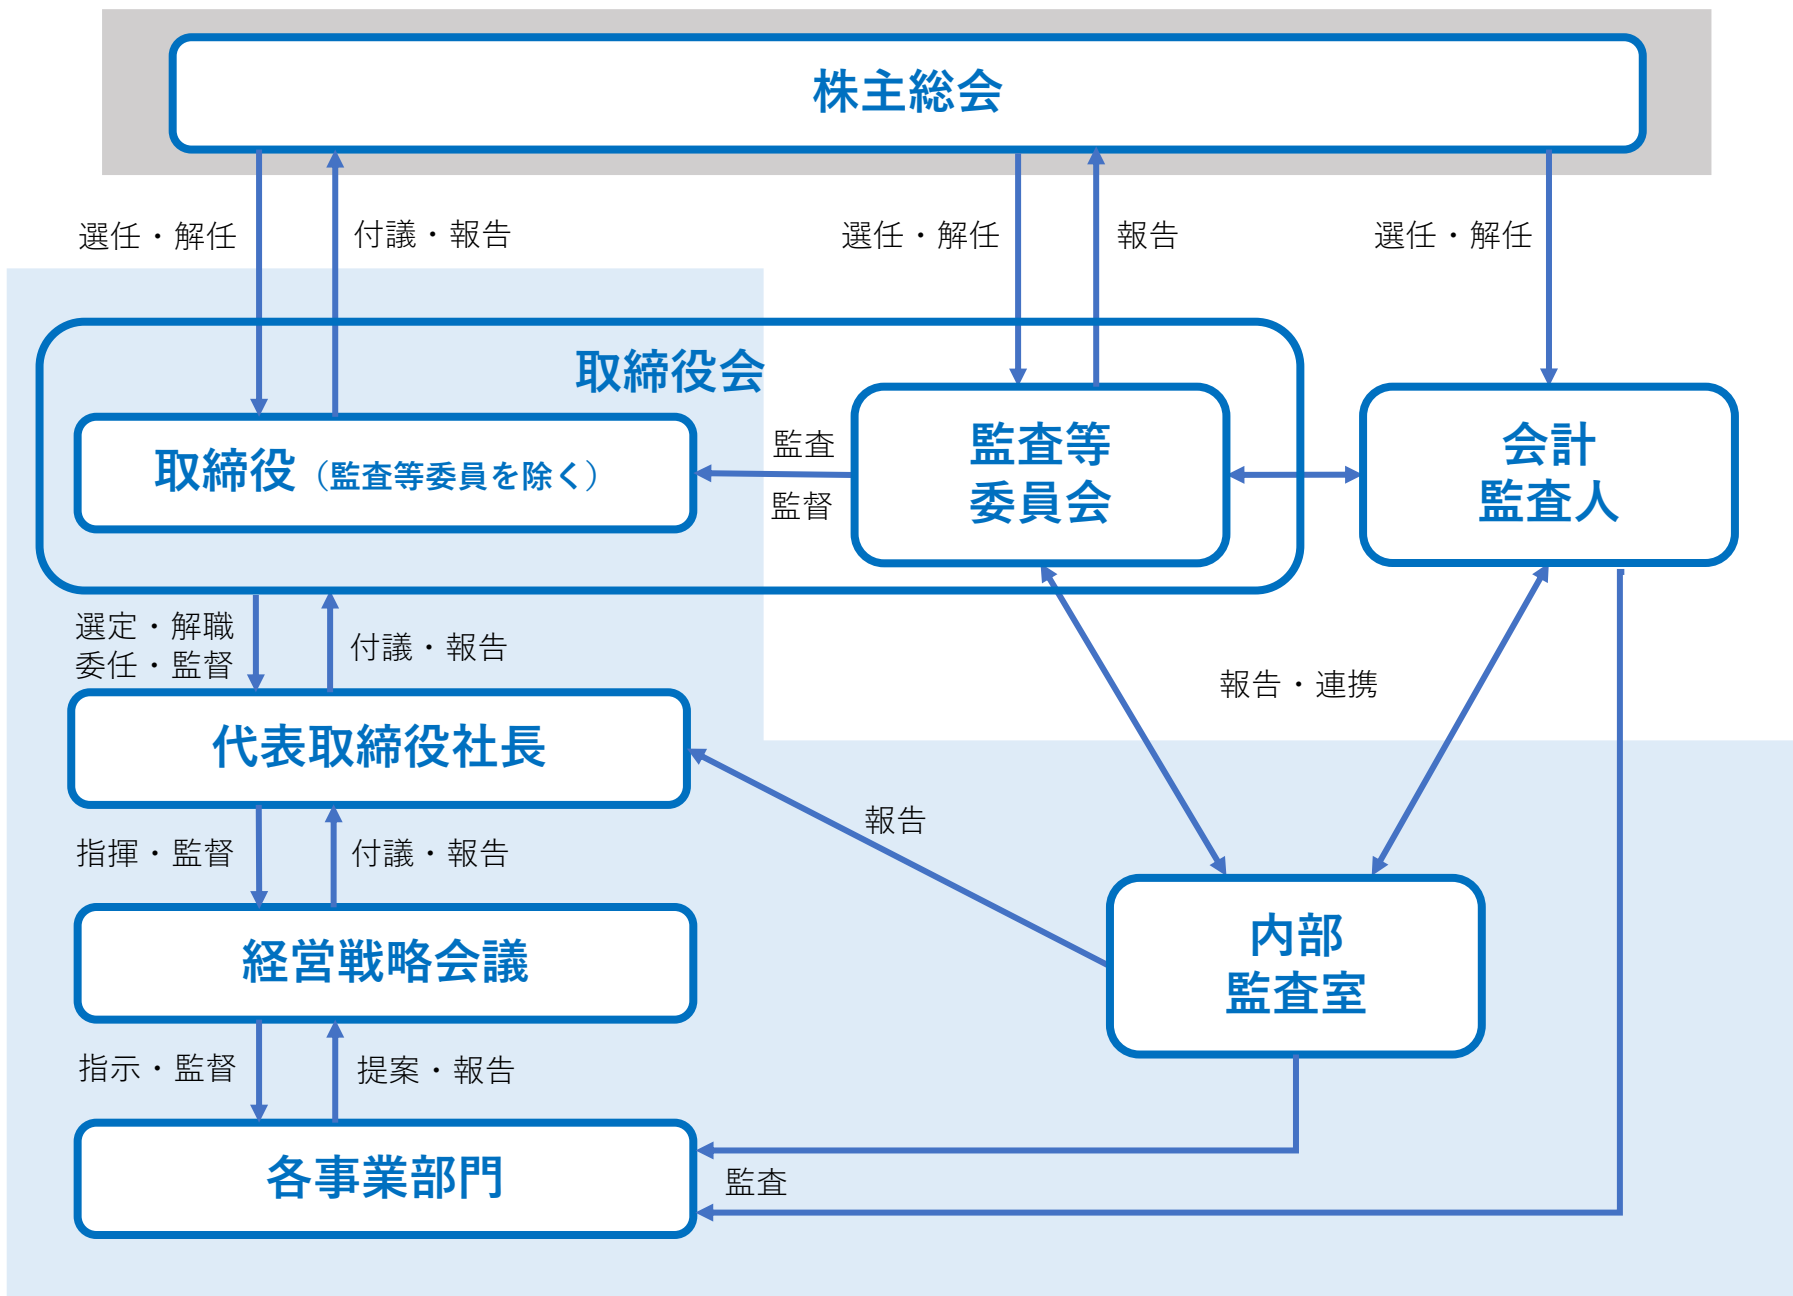 株主総会
選任・解任
付議・報告
選任・解任
報告
選任・解任
取締役会
取締役（監査等委員を除く）
監査
監督
監査等
委員会
会計
監査人
選定・解職
委任・監督
付議・報告
報告・連携
代表取締役社長
報告
指揮・監督
付議・報告
経営戦略会議
内部
監査室
指示・監督
提案・報告
各事業部門
監査